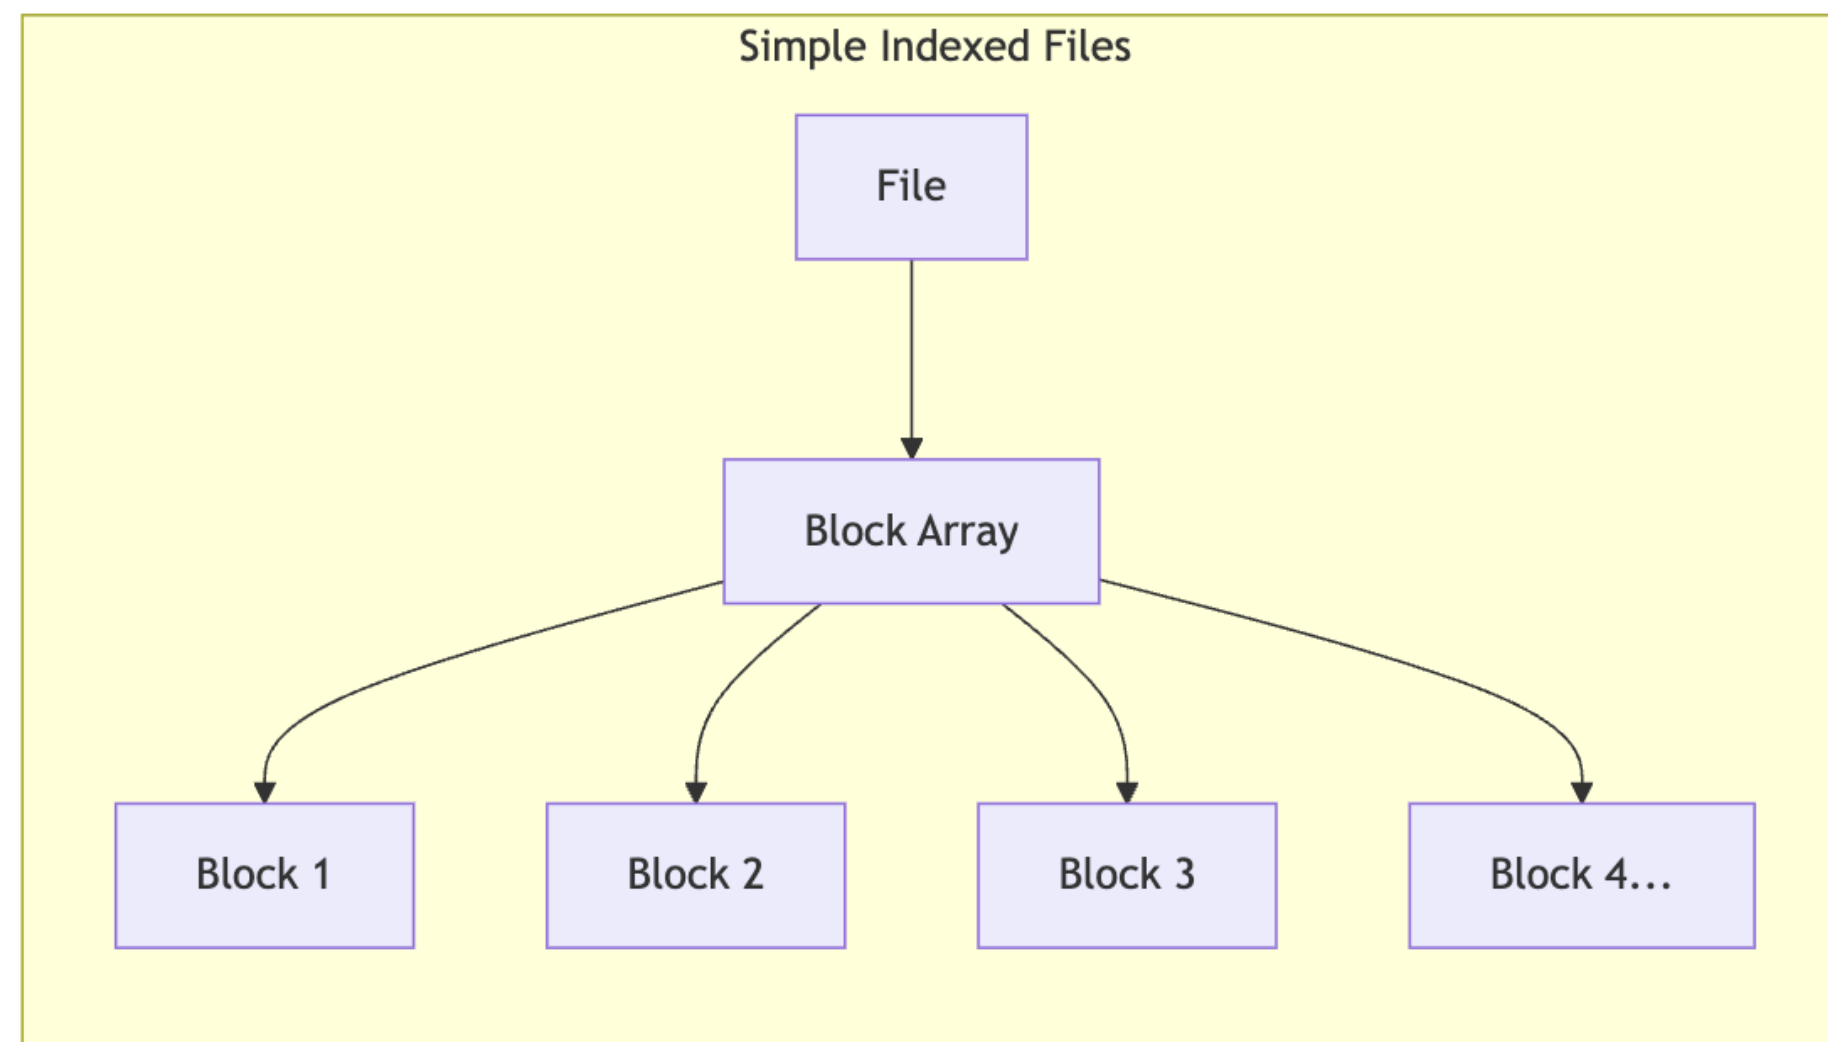 Simple Indexed Files
File
Block Array
Block 1
Block 2
Block 3
Block 4...